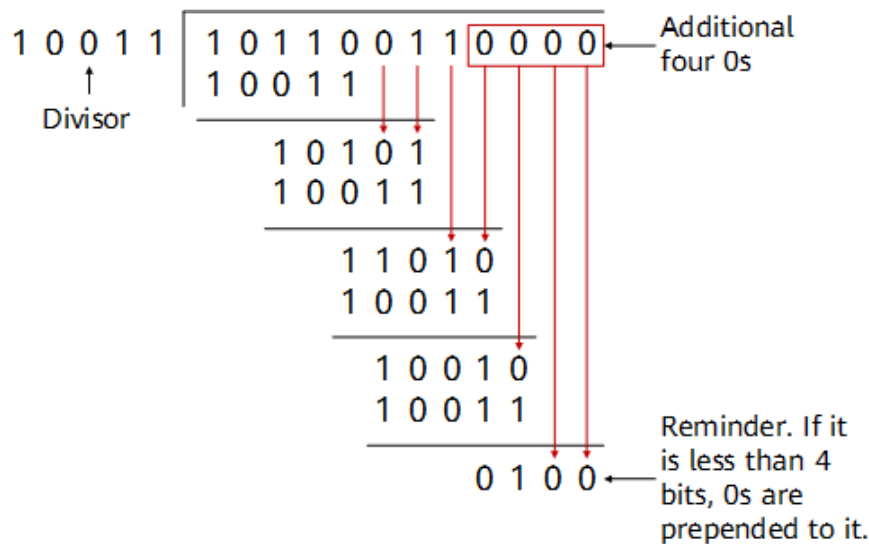 1 0 0 1 1 1 0 1 1 0 0 1 1 0 0 0 0 Additional
four 0s
1 0 0 1 1
Divisor
1 0 1 0 1
1 0 0 1 1
1 1 0 1 0
1 0 0 1 1
1 0 0 1 0
1 0 0 1 1
0 1 0 0
Reminder. If it
is less than 4
bits, 0s are
prepended to it.